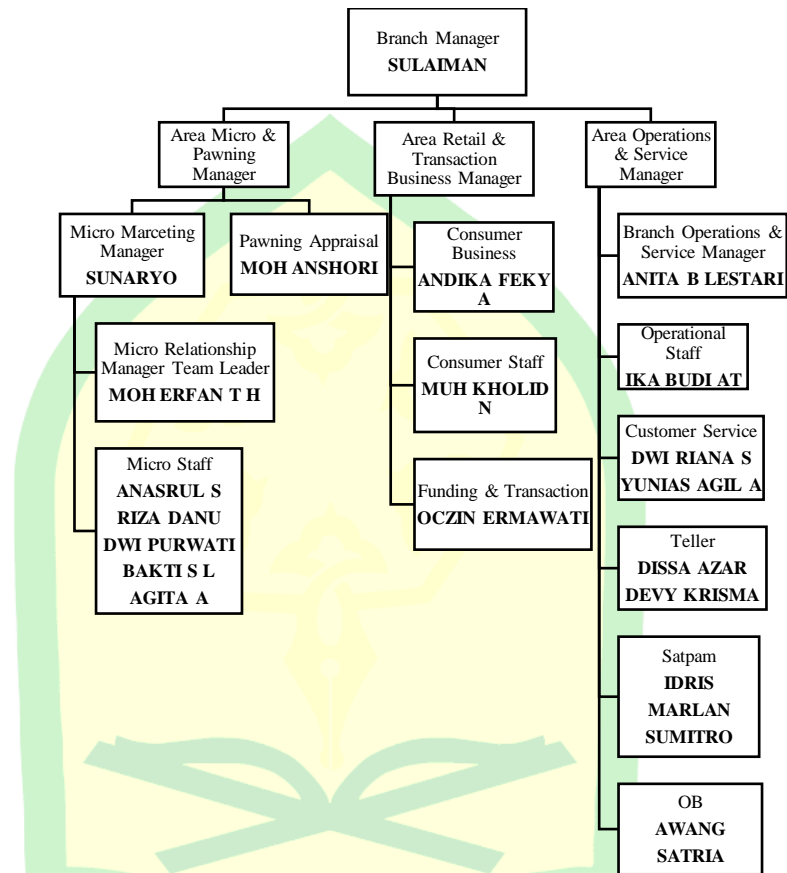 Branch Manager
SULAIMAN
Area Micro &
Pawning
Manager
Area Retail &
Transaction
Business Manager
Area Operations
& Service
Manager
Micro Marceting
Manager
SUNARYO
Pawning Appraisal
MOH ANSHORI
Micro Relationship
Manager Team Leader
MOH ERFAN T H
Micro Staff
ANASRUL S
RIZA DANU
DWI PURWATI
BAKTI S L
AGITA A
Consumer
Business
ANDIKA FEKY
A
Consumer Staff
MUH KHOLID
N
Funding & Transaction
OCZIN ERMAWATI
Branch Operations &
Service Manager
ANITA B LESTARI
Operational
Staff
IKA BUDI AT
Customer Service
DWI RIANA S
YUNIAS AGIL A
Teller
DISSA AZAR
DEVY KRISMA
Satpam
IDRIS
MARLAN
SUMITRO
OB
AWANG
SATRIA